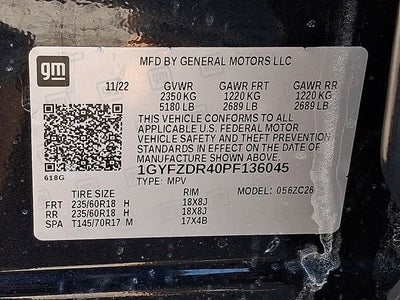 gm
MFD BY GENERAL MOTORS LLC
11/22 GVWR GAWR FRT GAWR RR
2350 KG 1220 KG 1220 KG
5180 LB 2689 LB 2689 LB
THIS VEHICLE CONFORMS TO ALL
APPLICABLE U.S. FEDERAL MOTOR
VEHICLE SAFETY AND THEFT PREVENTION
STANDARDS IN EFFECT ON THE DATE OF
MANUFACTURE SHOWN ABOVE.
618G
1GYFZDR40PF136045
TYPE: MPV
TIRE SIZE RIM MODEL: 056ZC26
FRT 235/60R18 H 18X8J
RR 235/60R18 H 18X8J
SPA T145/70R17 M 17X4B